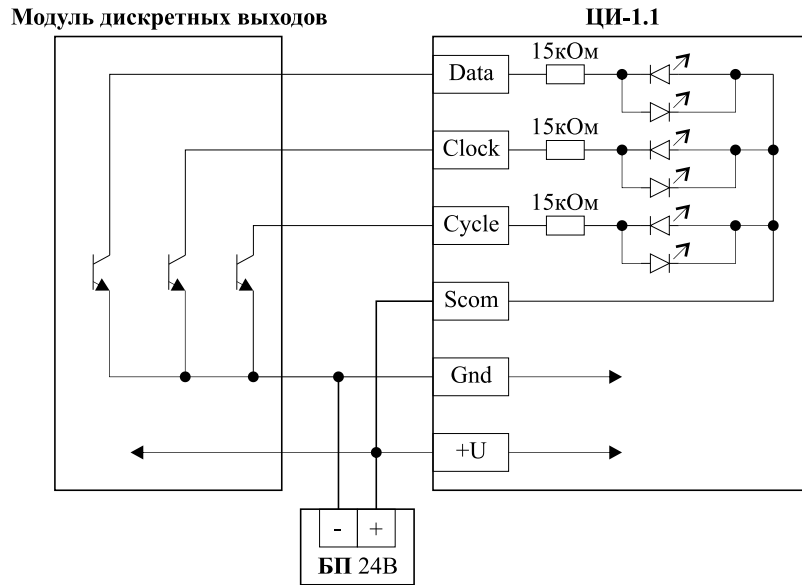 Модуль дискретных выходов
ЦИ-1.1
Data
15кОм
Clock
15кОм
Cycle
15кОм
Scom
Gnd
+U
- +
БП 24В